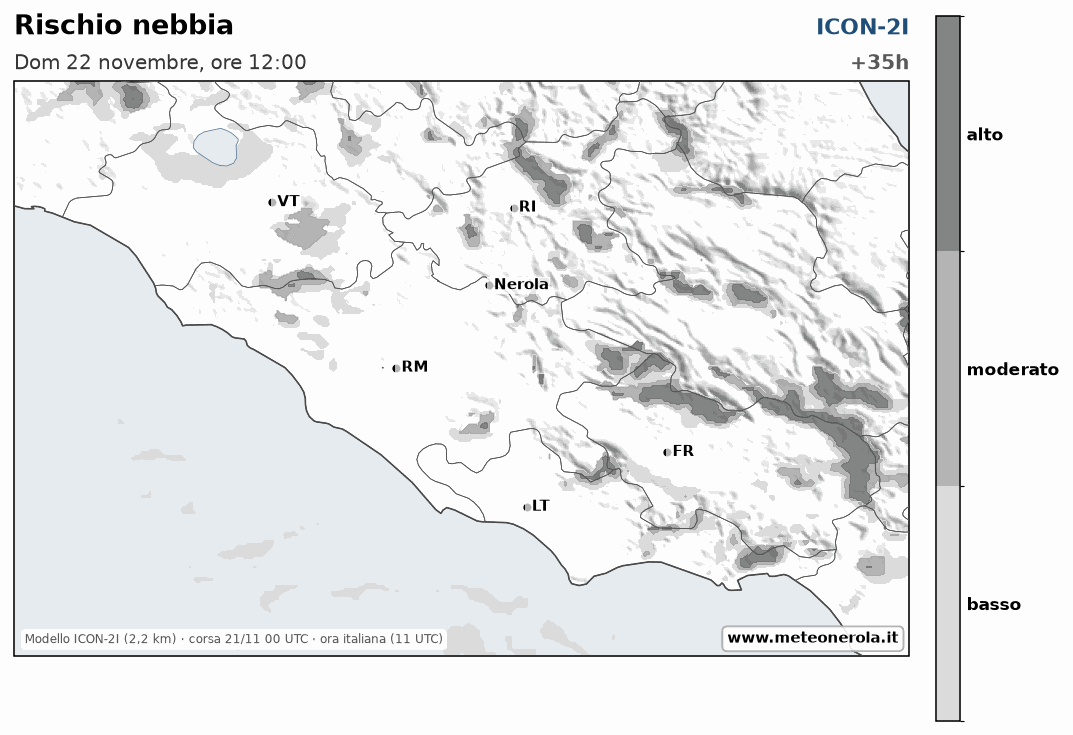 Rischio nebbia
ICON-2I
Dom 22 novembre, ore 12:00
+35h
alto
VT
RI
Nerola
RM
moderato
FR
LT
basso
Modello ICON-2I (2,2 km) · corsa 21/11 00 UTC · ora italiana (11 UTC)
www.meteonerola.it